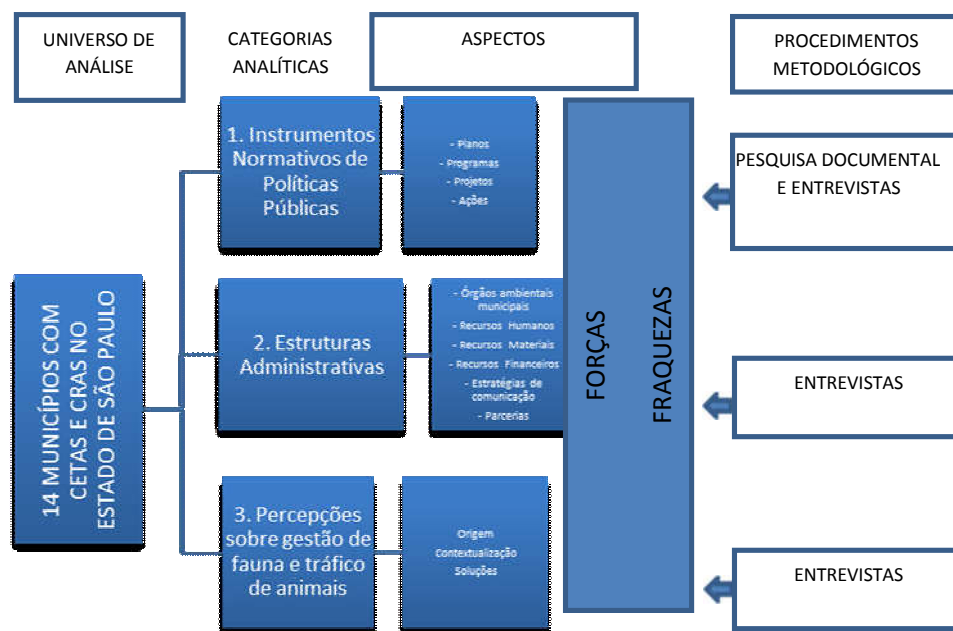 UNIVERSO DE
ANÁLISE
CATEGORIAS
ANALÍTICAS
ASPECTOS
PROCEDIMENTOS
METODOLÓGICOS
14 MUNICÍPIOS COM
CETAS E CRAS NO
ESTADO DE SÃO PAULO
1. Instrumentos
Normativos de
Políticas
Públicas
- Planos
- Programas
- Projetos
- Ações
PESQUISA DOCUMENTAL
E ENTREVISTAS
2. Estruturas
Administrativas
- Órgãos ambientais
municipais
- Recursos Humanos
- Recursos Materiais
- Recursos Financeiros
- Estratégias de
comunicação
- Parcerias
FORÇAS
FRAQUEZAS
ENTREVISTAS
3. Percepções
sobre gestão de
fauna e tráfico
de animais
Origem
Contextualização
Soluções
ENTREVISTAS